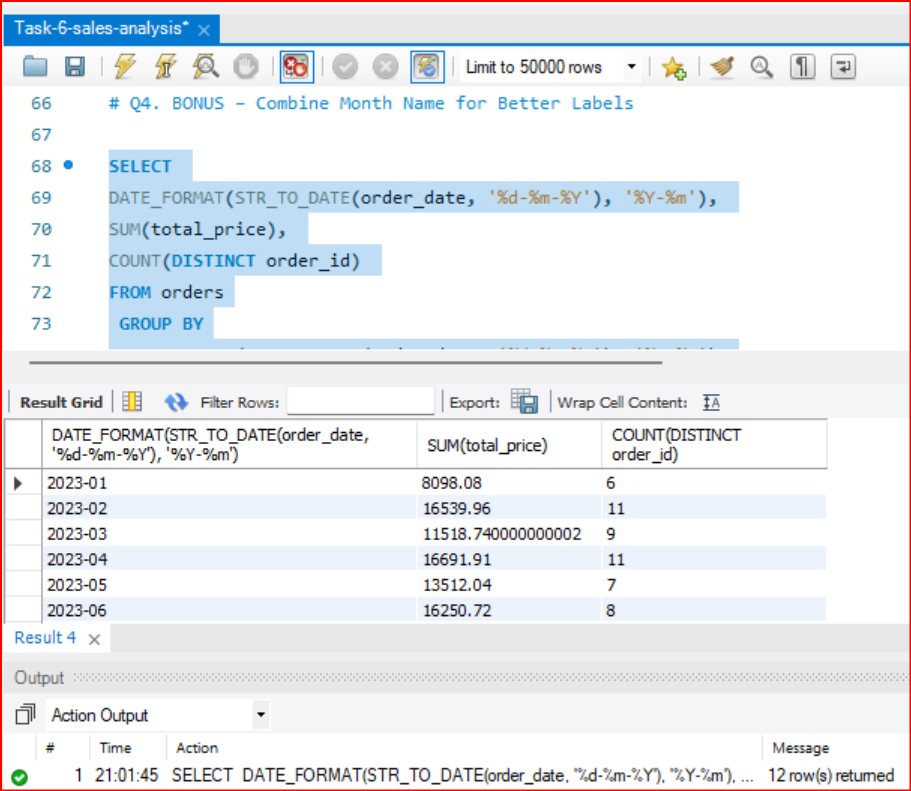 Task-6-sales-analysis*
Limit to 50000 rows
66 # Q4. BONUS – Combine Month Name for Better Labels
67
68 SELECT
69 DATE_FORMAT(STR_TO_DATE(order_date, '%d-%m-%Y'), '%Y-%m'),
70 SUM(total_price),
71 COUNT(DISTINCT order_id)
72 FROM orders
73 GROUP BY
Result Grid Filter Rows: Export: Wrap Cell Content: IA
DATE_FORMAT(STR_TO_DATE(order_date, '%d-%m-%Y'), '%Y-%m') SUM(total_price) COUNT(DISTINCT order_id)
2023-01 8098.08 6
2023-02 16539.96 11
2023-03 11518.740000000002 9
2023-04 16691.91 11
2023-05 13512.04 7
2023-06 16250.72 8
Result 4
Output
Action Output
# Time Action Message
1 21:01:45 SELECT DATE_FORMAT(STR_TO_DATE(order_date, '%d-%m-%Y'), '%Y-%m'), ... 12 row(s) returned